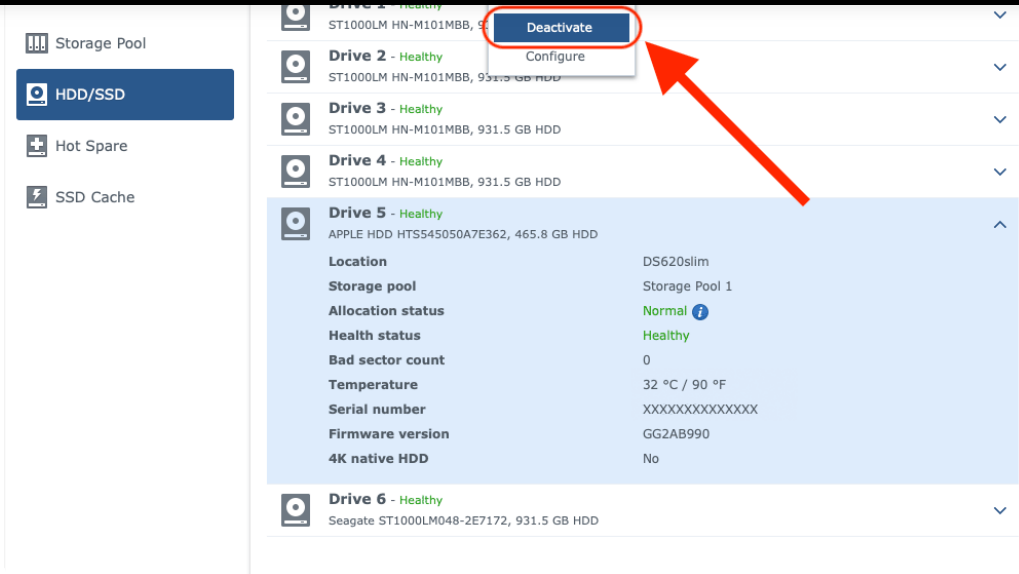 Drive 1 - Healthy
ST1000LM HN-M101MBB, 9
Deactivate
Configure
Storage Pool
HDD/SSD
Hot Spare
SSD Cache
Drive 2 - Healthy
ST1000LM HN-M101MBB, 931.5 GB HDD
Drive 3 - Healthy
ST1000LM HN-M101MBB, 931.5 GB HDD
Drive 4 - Healthy
ST1000LM HN-M101MBB, 931.5 GB HDD
Drive 5 - Healthy
APPLE HDD HTS545050A7E362, 465.8 GB HDD
Location DS620slim
Storage pool Storage Pool 1
Allocation status Normal i
Health status Healthy
Bad sector count 0
Temperature 32 °C / 90 °F
Serial number XXXXXXXXXXXXXX
Firmware version GG2AB990
4K native HDD No
Drive 6 - Healthy
Seagate ST1000LM048-2E7172, 931.5 GB HDD